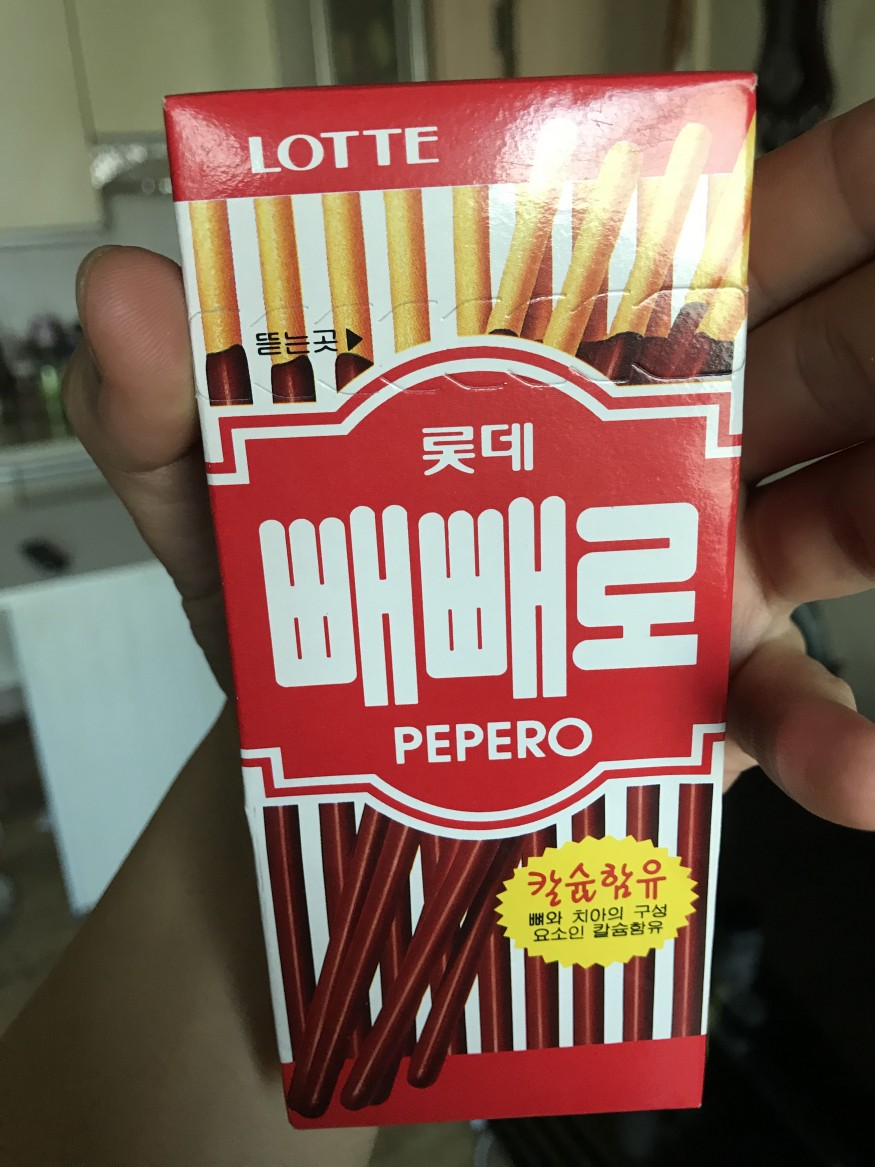 LOTTE
뜯는곳▶
롯데
빼빼로
PEPERO
칼슘함유
뼈와 치아의 구성
요소인 칼슘함유